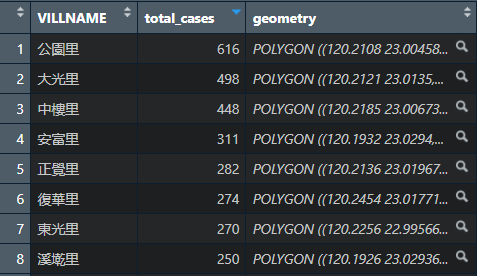 VILLNAME total_cases geometry
1 公園里 616 POLYGON ((120.2108 23.00458...
2 大光里 498 POLYGON ((120.2121 23.0135,...
3 中樓里 448 POLYGON ((120.2185 23.00673...
4 安富里 311 POLYGON ((120.1932 23.0294,...
5 正覺里 282 POLYGON ((120.2136 23.01967...
6 復華里 274 POLYGON ((120.2454 23.01771...
7 東光里 270 POLYGON ((120.2256 22.99566...
8 溪墘里 250 POLYGON ((120.1926 23.02936...